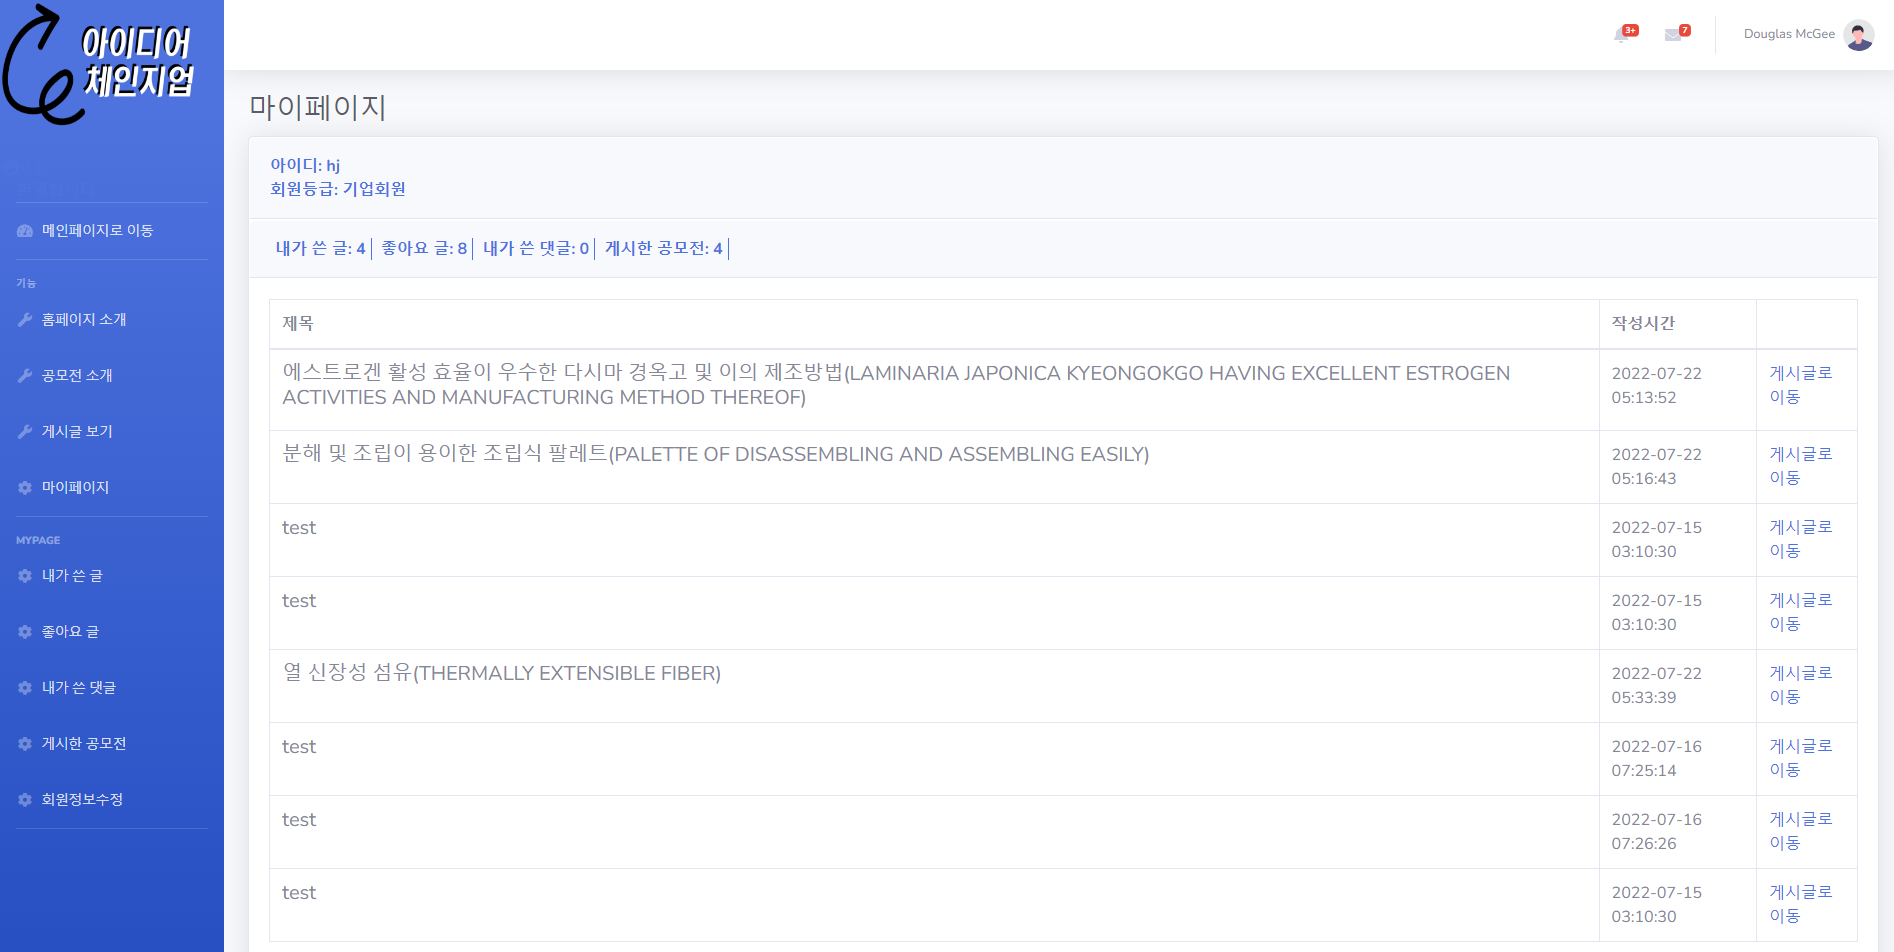 아이디어
체인지업
메인페이지로 이동
기능
홈페이지 소개
공모전 소개
게시글 보기
마이페이지
MYPAGE
내가 쓴 글
좋아요 글
내가 쓴 댓글
게시한 공모전
회원정보수정
3+
7
Douglas McGee
마이페이지
아이디: hj
회원등급: 기업회원
내가 쓴 글: 4 좋아요 글: 8 내가 쓴 댓글: 0 게시한 공모전: 4
제목 작성시간
에스트로겐 활성 효율이 우수한 다시마 경옥고 및 이의 제조방법(LAMINARIA JAPONICA KYEONGOKGO HAVING EXCELLENT ESTROGEN
ACTIVITIES AND MANUFACTURING METHOD THEREOF)
2022-07-22
05:13:52
게시글로
이동
분해 및 조립이 용이한 조립식 팔레트(PALETTE OF DISASSEMBLING AND ASSEMBLING EASILY)
2022-07-22
05:16:43
게시글로
이동
test
2022-07-15
03:10:30
게시글로
이동
test
2022-07-15
03:10:30
게시글로
이동
열 신장성 섬유(THERMALLY EXTENSIBLE FIBER)
2022-07-22
05:33:39
게시글로
이동
test
2022-07-16
07:25:14
게시글로
이동
test
2022-07-16
07:26:26
게시글로
이동
test
2022-07-15
03:10:30
게시글로
이동